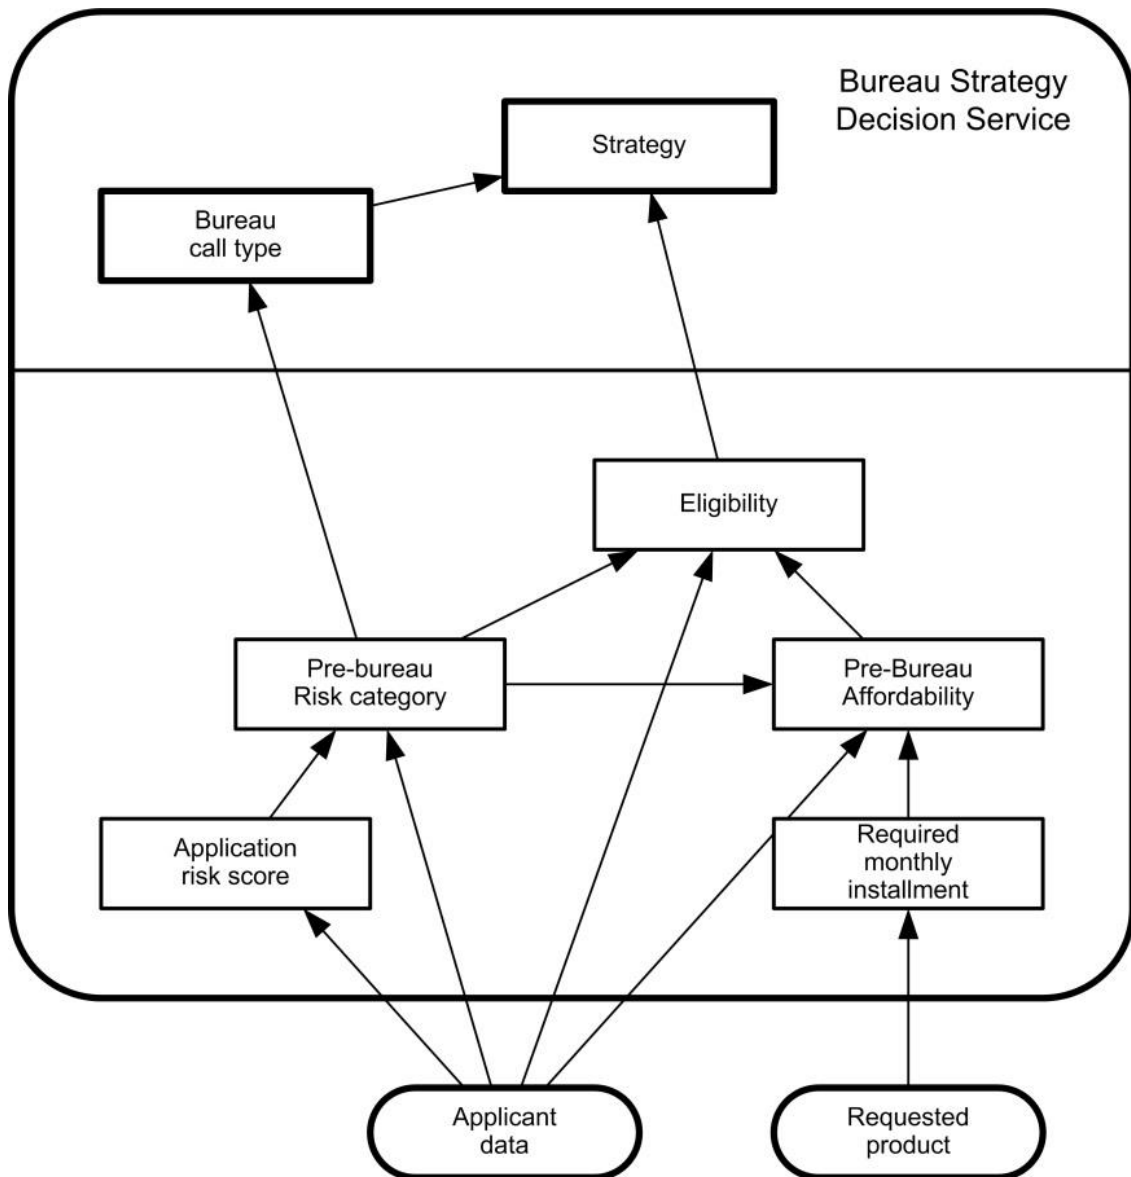 Bureau Strategy
Decision Service
Strategy
Bureau
call type
Eligibility
Pre-bureau
Risk category
Pre-Bureau
Affordability
Application
risk score
Required
monthly
installment
Applicant
data
Requested
product